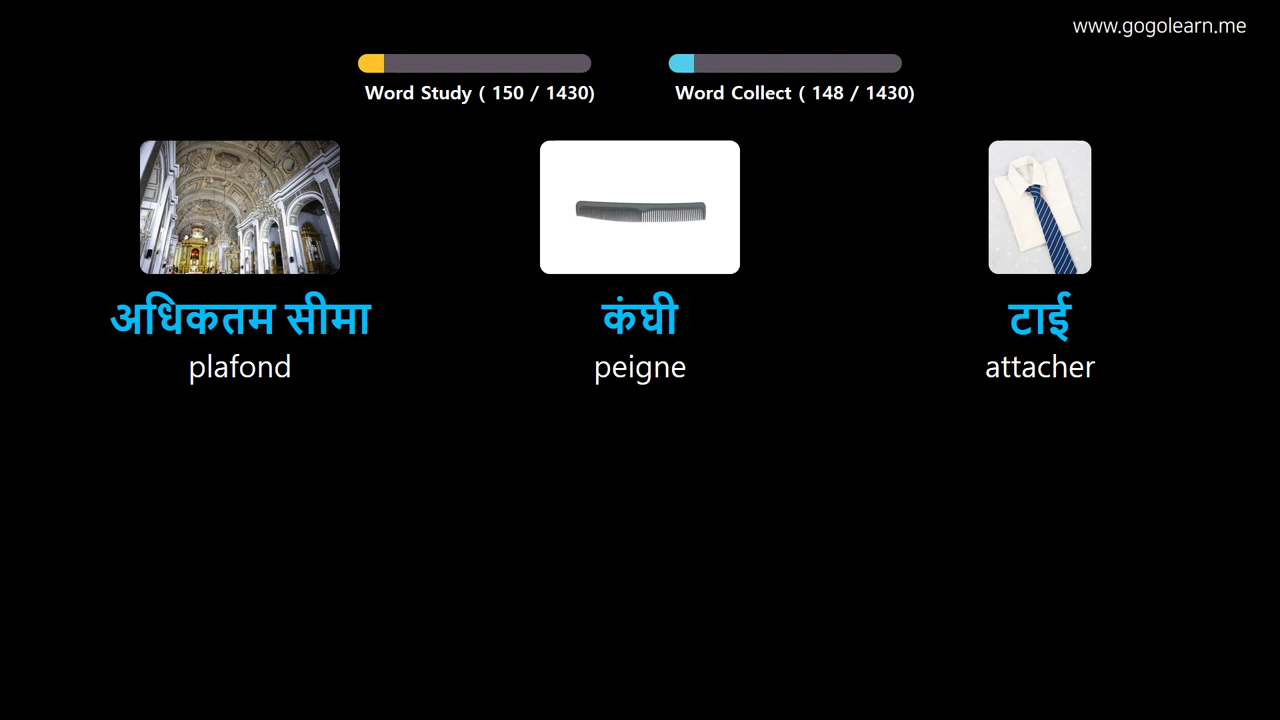 www.gogolearn.me
Word Study ( 150 / 1430)
Word Collect ( 148 / 1430)
अधिकतम सीमा
plafond
कंघी
peigne
टाई
attacher